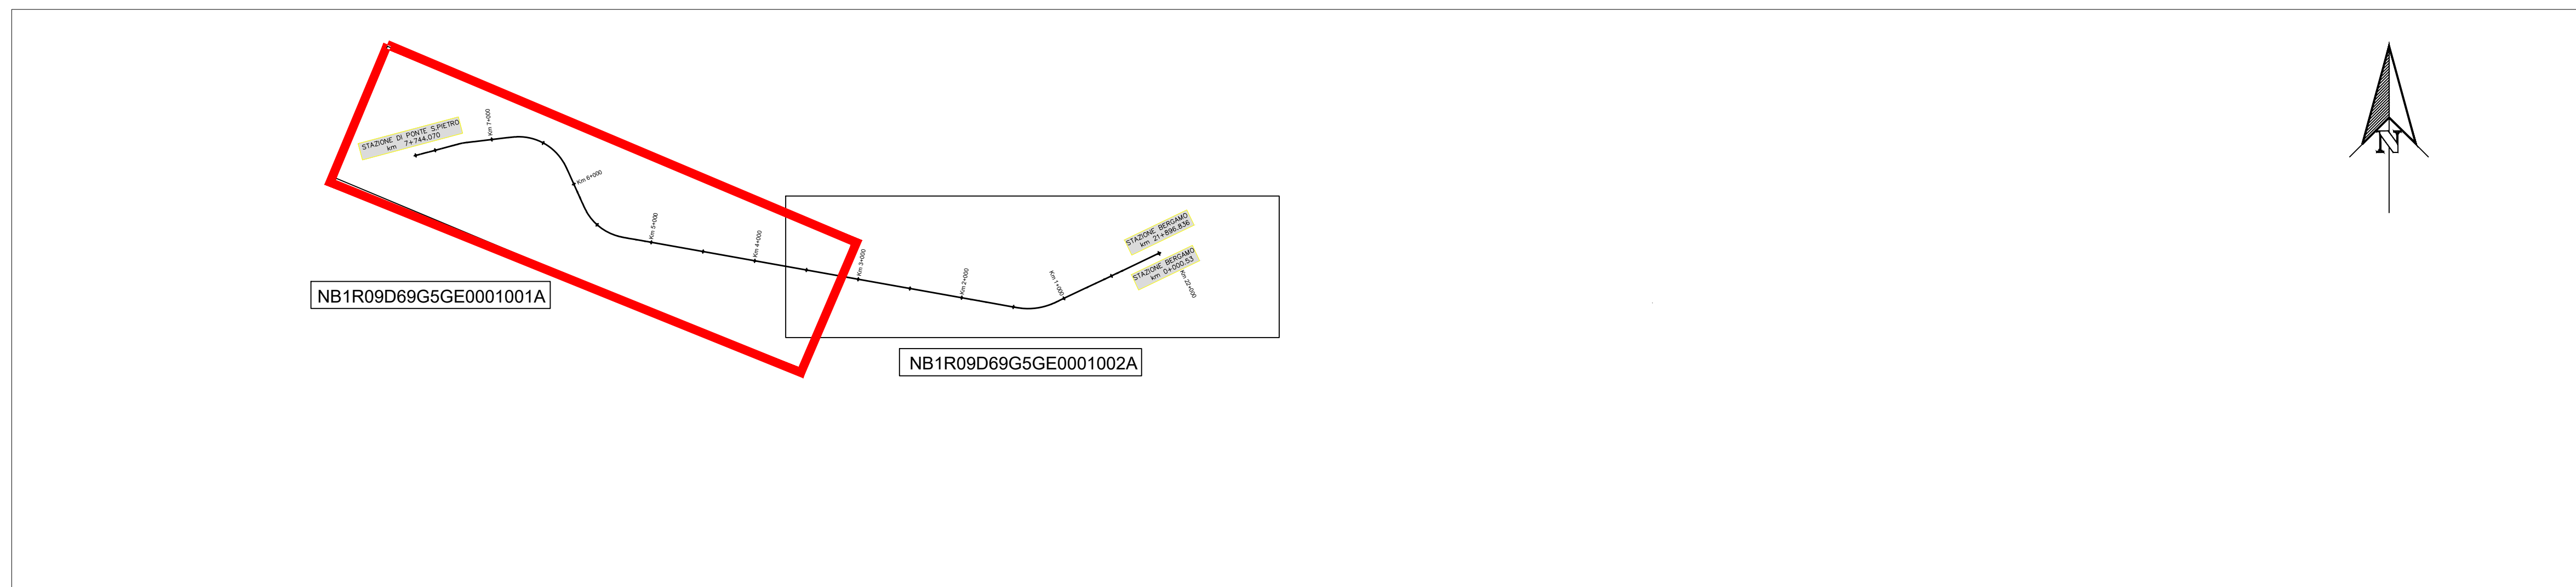 STAZIONE DI PONTE S.PIETRO
km 7+744.070
Km 7+000
Km 6+000
Km 5+000
Km 4+000
Km 3+000
Km 2+000
Km 1+000
STAZIONE BERGAMO
km 21+896.836
STAZIONE BERGAMO
km 0+000.53
Km 22+000
NB1R09D69G5GE0001001A
NB1R09D69G5GE0001002A
N